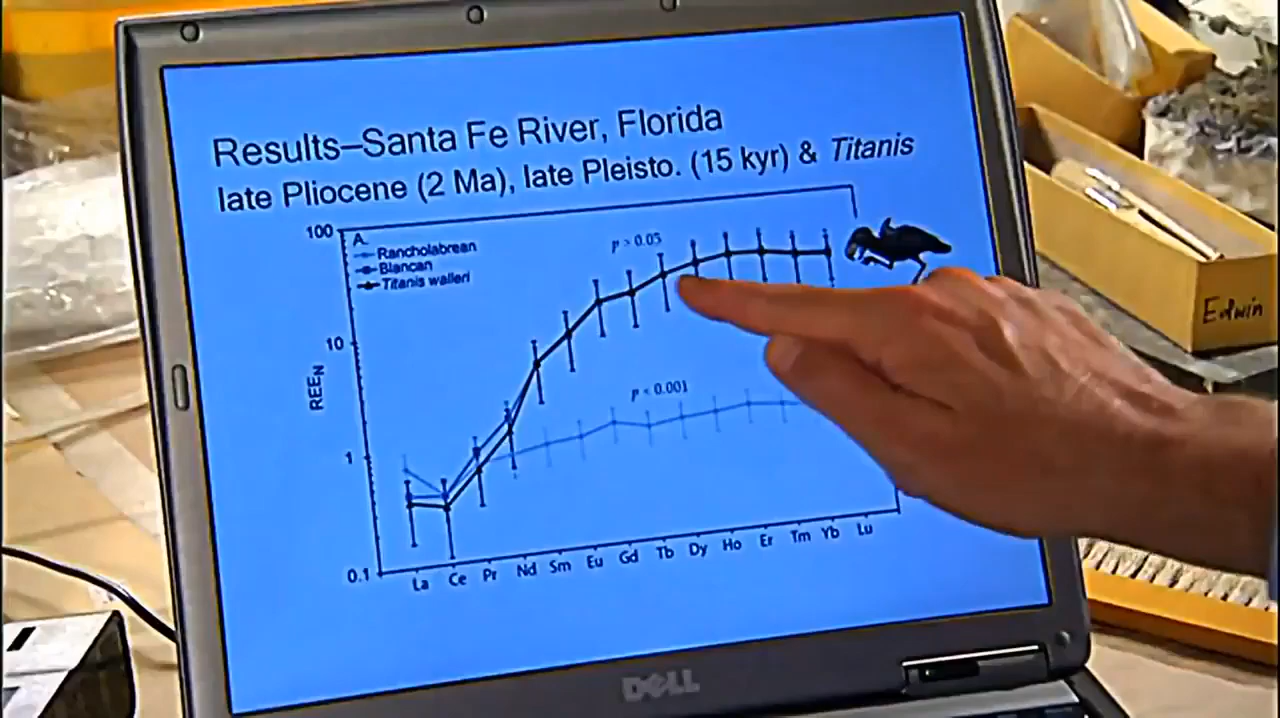 Results–Santa Fe River, Florida
late Pliocene (2 Ma), late Pleisto. (15 kyr) & Titanis
100
A.
Rancholabrean
Blancan
Titanis walleri
p > 0.05
10
REEN
p < 0.001
1
0.1
La Ce Pr Nd Sm Eu Gd Tb Dy Ho Er Tm Yb Lu
Edwin
DELL